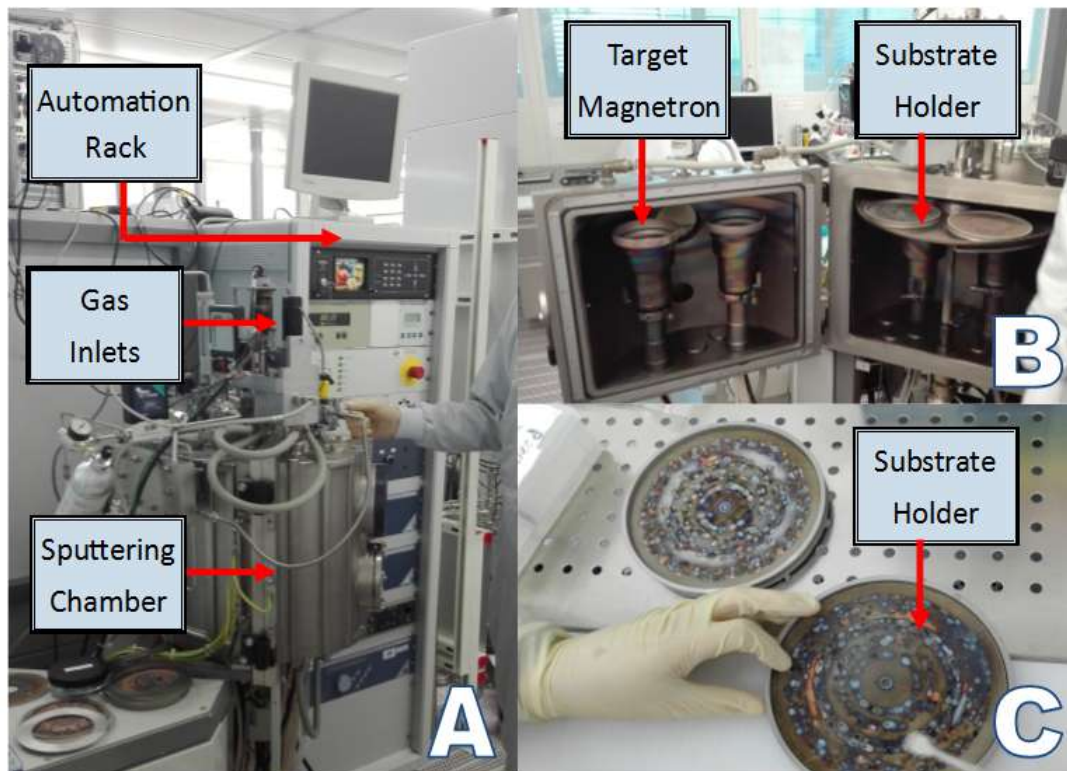 Automation
Rack
Gas
Inlets
Sputtering
Chamber
A
Target
Magnetron
Substrate
Holder
B
Substrate
Holder
C